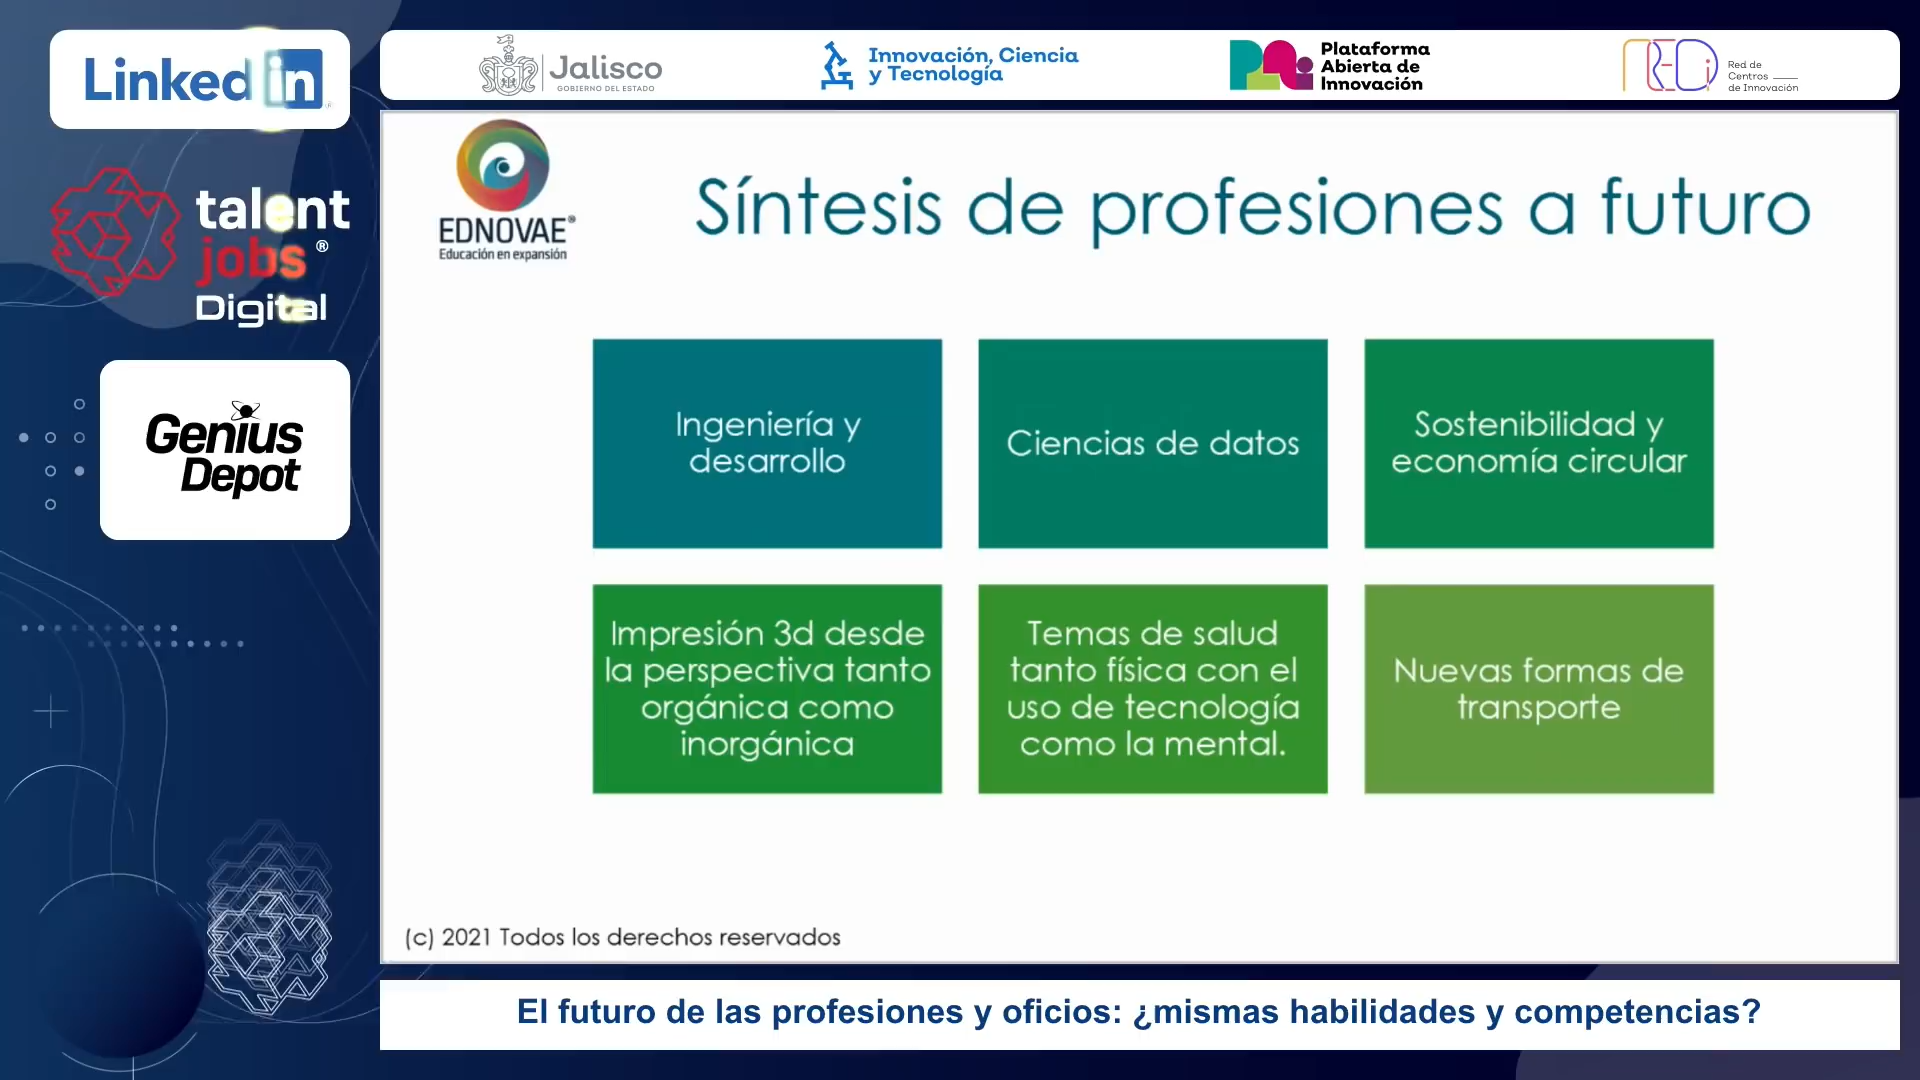 Linked in
talent
jobs ®
Digital
Genius
Depot
Jalisco
GOBIERNO DEL ESTADO
Innovación, Ciencia
y Tecnología
Plataforma
Abierta de
Innovación
REDi
Red de
Centros
de Innovación
EDNOVAE®
Educación en expansión
Síntesis de profesiones a futuro
Ingeniería y
desarrollo
Ciencias de datos
Sostenibilidad y
economía circular
Impresión 3d desde
la perspectiva tanto
orgánica como
inorgánica
Temas de salud
tanto física con el
uso de tecnología
como la mental.
Nuevas formas de
transporte
(c) 2021 Todos los derechos reservados
El futuro de las profesiones y oficios: ¿mismas habilidades y competencias?